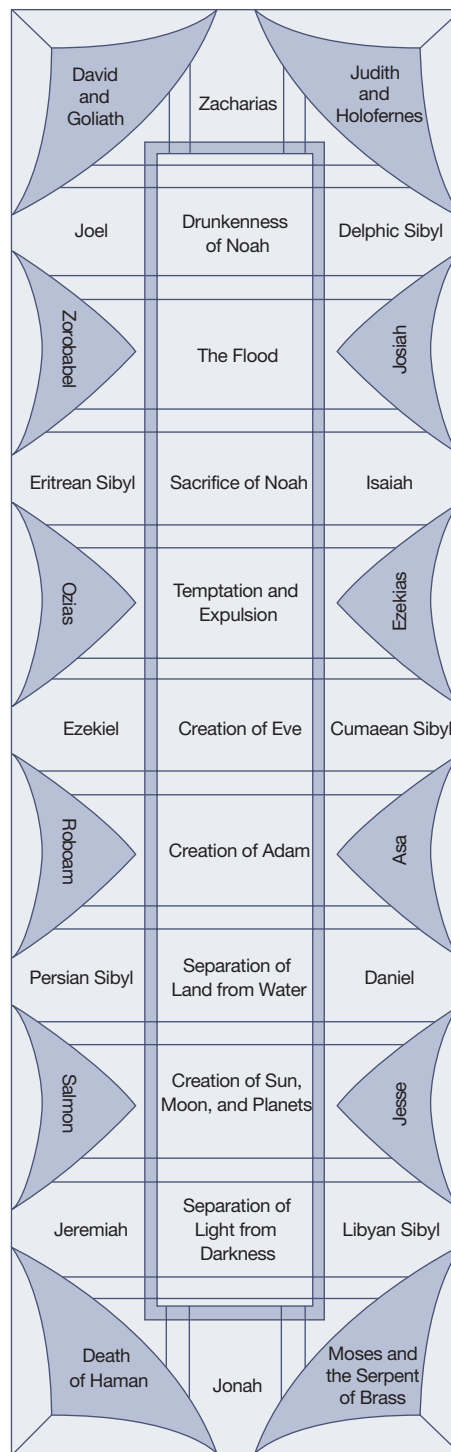 David
and
Goliath
Zacharias
Judith
and
Holofernes
Joel
Drunkenness
of Noah
Delphic Sibyl
Zorobabel
The Flood
Josiah
Eritrean Sibyl
Sacrifice of Noah
Isaiah
Ozias
Temptation and
Expulsion
Ezekias
Ezekiel
Creation of Eve
Cumaean Sibyl
Roboam
Creation of Adam
Asa
Persian Sibyl
Separation of
Land from Water
Daniel
Salmon
Creation of Sun,
Moon, and Planets
Jesse
Jeremiah
Separation of
Light from
Darkness
Libyan Sibyl
Death
of Haman
Jonah
Moses and
the Serpent
of Brass